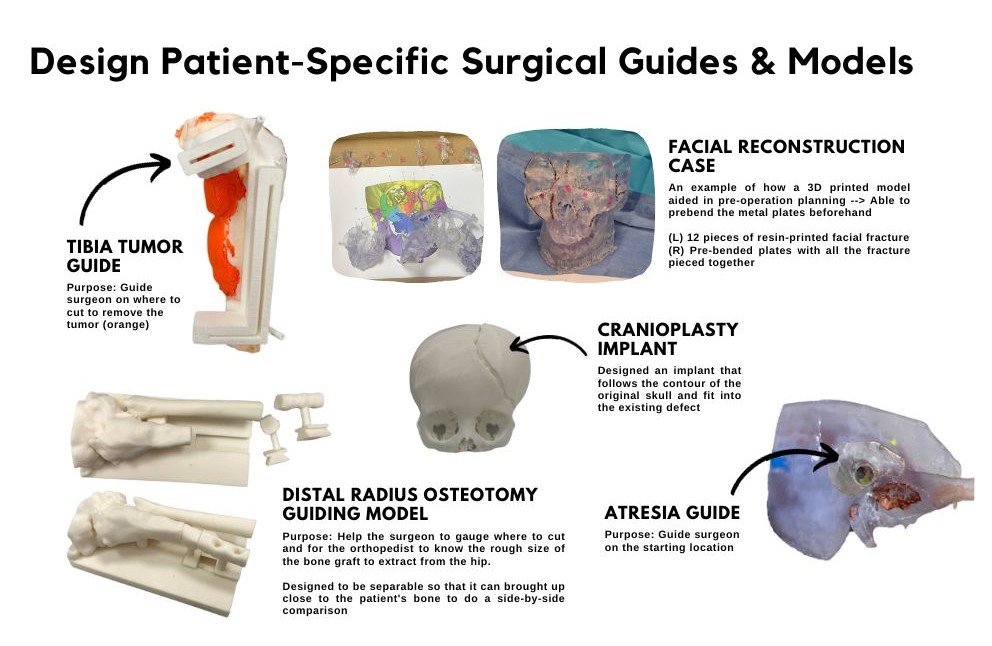 Design Patient-Specific Surgical Guides & Models
TIBIA TUMOR
GUIDE
Purpose: Guide
surgeon on where to
cut to remove the
tumor (orange)
FACIAL RECONSTRUCTION
CASE
An example of how a 3D printed model
aided in pre-operation planning --> Able to
prebend the metal plates beforehand
(L) 12 pieces of resin-printed facial fracture
(R) Pre-bended plates with all the fracture
pieced together
CRANIOPLASTY
IMPLANT
Designed an implant that
follows the contour of the
original skull and fit into
the existing defect
DISTAL RADIUS OSTEOTOMY
GUIDING MODEL
Purpose: Help the surgeon to gauge where to cut
and for the orthopedist to know the rough size of
the bone graft to extract from the hip.
Designed to be separable so that it can brought up
close to the patient's bone to do a side-by-side
comparison
ATRESIA GUIDE
Purpose: Guide surgeon
on the starting location